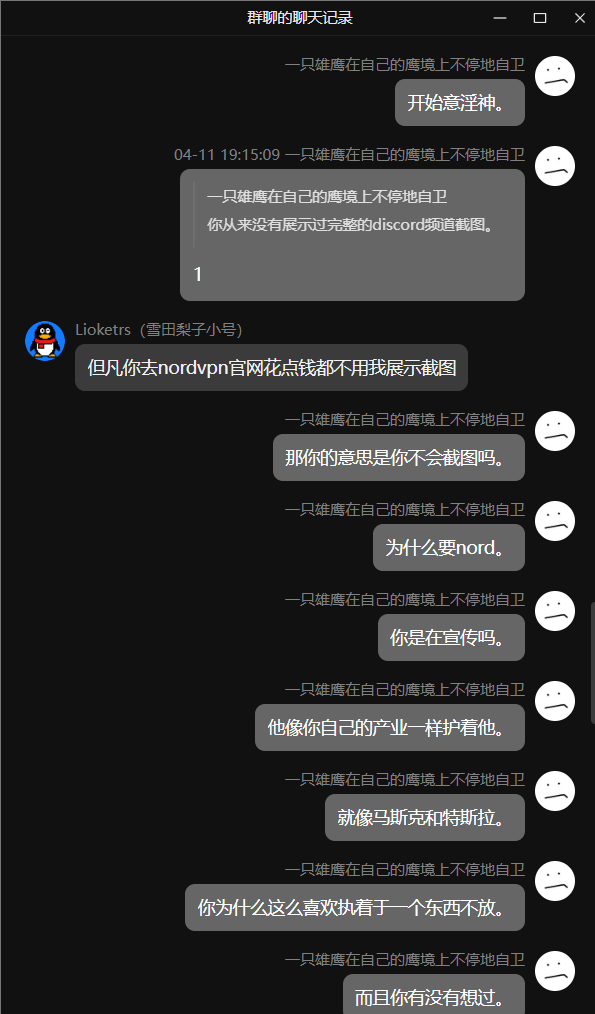 群聊的聊天记录
一只雄鹰在自己的鹰境上不停地自卫
开始意淫神。
04-11 19:15:09 一只雄鹰在自己的鹰境上不停地自卫
一只雄鹰在自己的鹰境上不停地自卫
你从来没有展示过完整的discord频道截图。
1
Lioketrs（雪田梨子小号）
但凡你去nordvpn官网花点钱都不用我展示截图
一只雄鹰在自己的鹰境上不停地自卫
那你的意思是你不会截图吗。
一只雄鹰在自己的鹰境上不停地自卫
为什么要nord。
一只雄鹰在自己的鹰境上不停地自卫
你是在宣传吗。
一只雄鹰在自己的鹰境上不停地自卫
他像你自己的产业一样护着他。
一只雄鹰在自己的鹰境上不停地自卫
就像马斯克和特斯拉。
一只雄鹰在自己的鹰境上不停地自卫
你为什么这么喜欢执着于一个东西不放。
一只雄鹰在自己的鹰境上不停地自卫
而且你有没有想过。